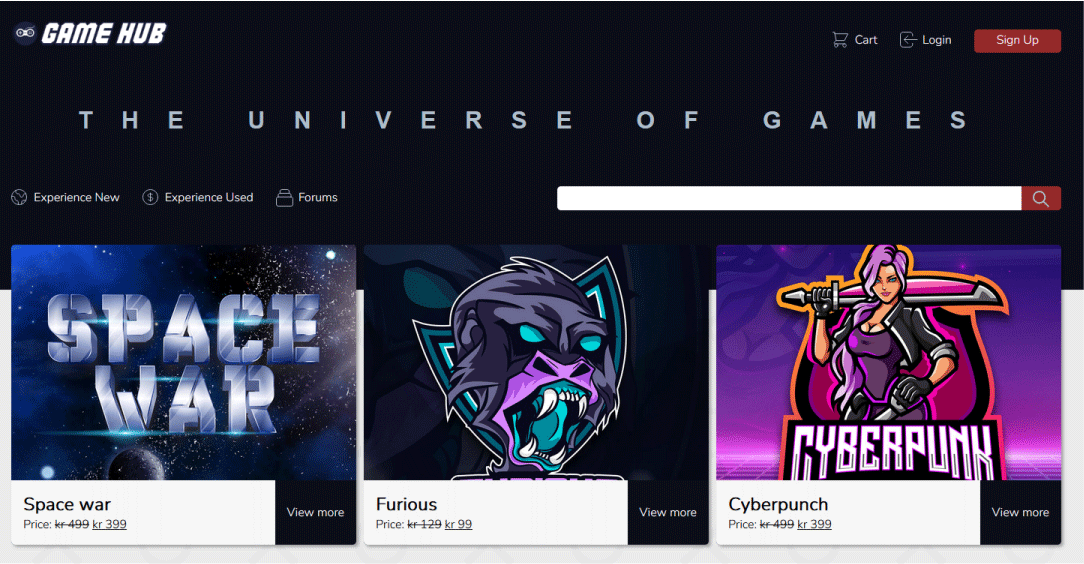 GAME HUB
Cart
Login
Sign Up
THE UNIVERSE OF GAMES
Experience New
Experience Used
Forums
SPACE
WAR
FURIOUS
CYBERPUNK
Space war
Price: kr 499 kr 399
View more
Furious
Price: kr 129 kr 99
View more
Cyberpunch
Price: kr 499 kr 399
View more